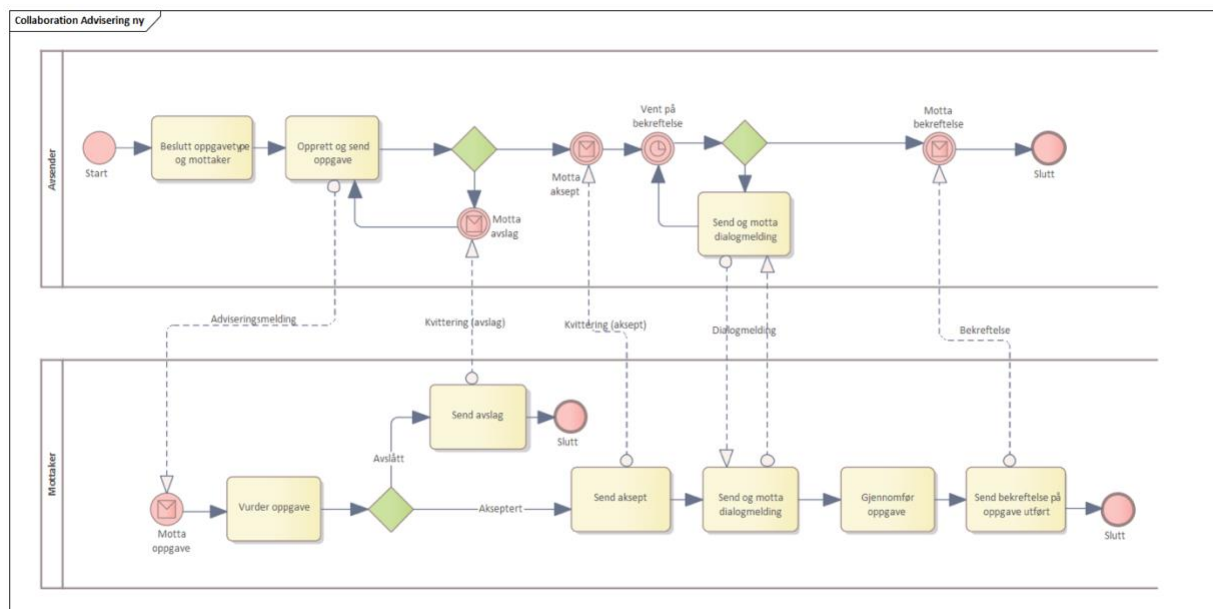 Collaboration Advisering ny
Avsender
Start
Beslutt oppgavetype
og mottaker
Opprett og send
oppgave
Motta
avslag
Motta
aksept
Vent på
bekreftelse
Send og motta
dialogmelding
Motta
bekreftelse
Slutt
Adviseringsmelding
Kvittering (avslag)
Kvittering (aksept)
Dialogmelding
Bekreftelse
Mottaker
Motta
oppgave
Vurder oppgave
Avslått
Send avslag
Slutt
Akseptert
Send aksept
Send og motta
dialogmelding
Gjennomfør
oppgave
Send bekreftelse på
oppgave utført
Slutt